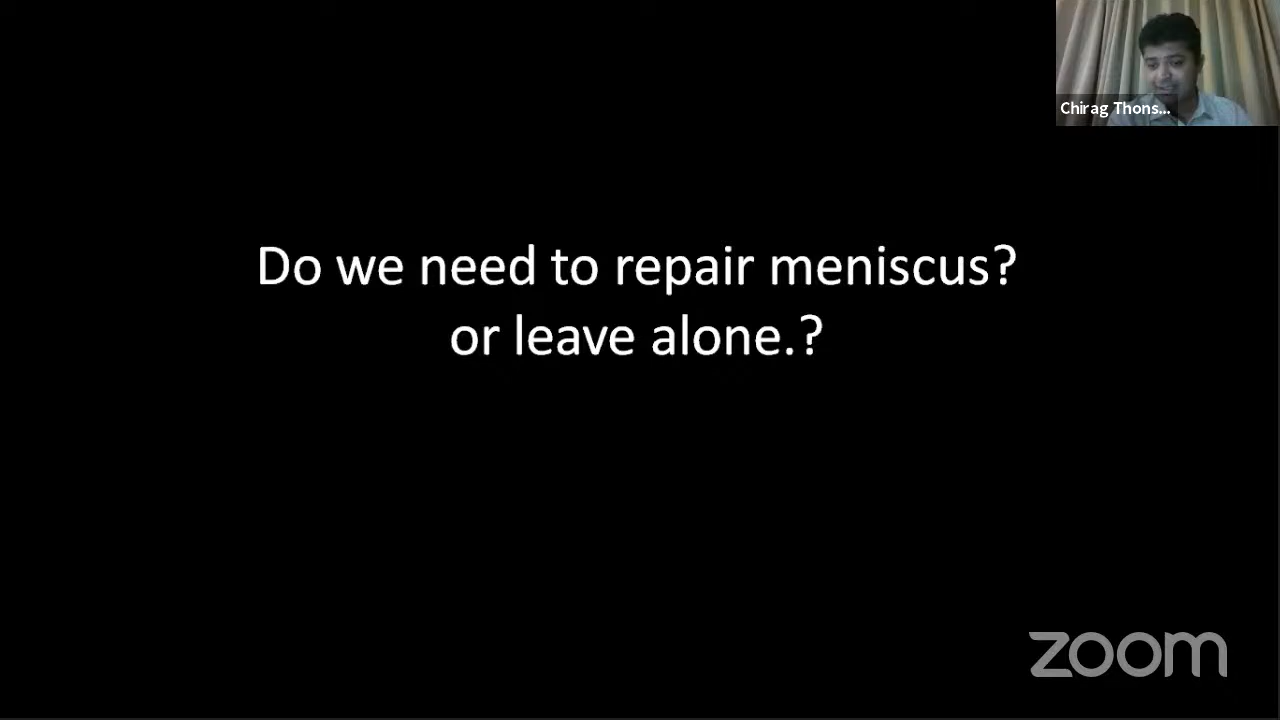 Chirag Thons...
Do we need to repair meniscus?
or leave alone.?
zoom